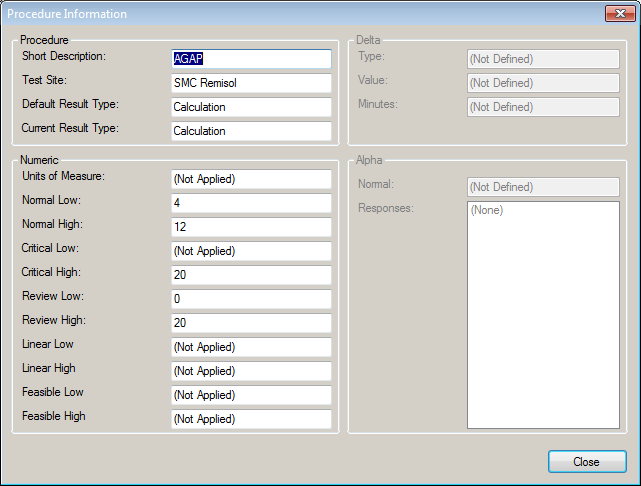 Procedure Information
Procedure
Short Description: AGAP
Test Site: SMC Remisol
Default Result Type: Calculation
Current Result Type: Calculation
Delta
Type: (Not Defined)
Value: (Not Defined)
Minutes: (Not Defined)
Numeric
Units of Measure: (Not Applied)
Normal Low: 4
Normal High: 12
Critical Low: (Not Applied)
Critical High: 20
Review Low: 0
Review High: 20
Linear Low (Not Applied)
Linear High (Not Applied)
Feasible Low (Not Applied)
Feasible High (Not Applied)
Alpha
Normal: (Not Defined)
Responses: (None)
Close